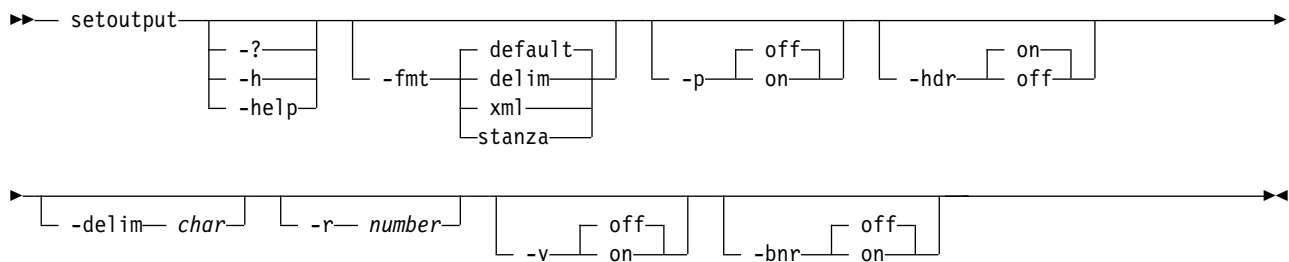 setoutput
-?
-h
-help
-fmt default
delim
xml
stanza
-p off
on
-hdr on
off
-delim char
-r number
-v off
on
-bnr off
on